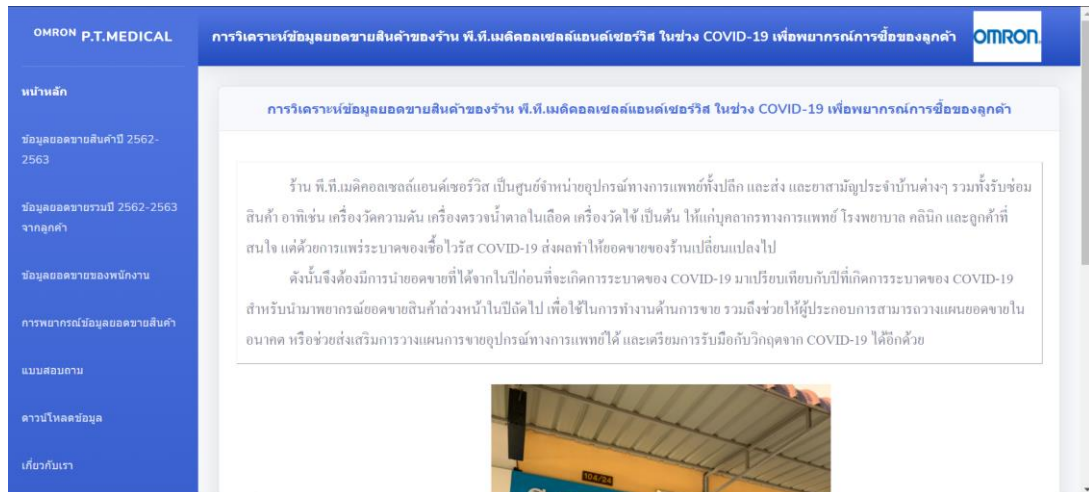 OMRON P.T.MEDICAL
การวิเคราะห์ข้อมูลยอดขายสินค้าของร้าน พี.ที.เมดิคอลเซลล์แอนด์เซอร์วิส ในช่วง COVID-19 เพื่อพยากรณ์การซื้อของลูกค้า
OMRON
หน้าหลัก
ข้อมูลยอดขายสินค้าปี 2562-
2563
ข้อมูลยอดขายรวมปี 2562-2563
จากลูกค้า
ข้อมูลยอดขายของพนักงาน
การพยากรณ์ข้อมูลยอดขายสินค้า
แบบสอบถาม
ดาวน์โหลดข้อมูล
เกี่ยวกับเรา
การวิเคราะห์ข้อมูลยอดขายสินค้าของร้าน พี.ที.เมดิคอลเซลล์แอนด์เซอร์วิส ในช่วง COVID-19 เพื่อพยากรณ์การซื้อของลูกค้า
ร้าน พี.ที.เมดิคอลเซลล์แอนด์เซอร์วิส เป็นศูนย์จำหน่ายอุปกรณ์ทางการแพทย์ทั้งปลีก และส่ง และยาสามัญประจำบ้านต่างๆ รวมทั้งรับซ่อม
สินค้า อาทิเช่น เครื่องวัดความดัน เครื่องตรวจน้ำตาลในเลือด เครื่องวัดไข้ เป็นต้น ให้แก่บุคลากรทางการแพทย์ โรงพยาบาล คลินิก และลูกค้าที่
สนใจ แต่ด้วยการแพร่ระบาดของเชื้อไวรัส COVID-19 ส่งผลทำให้ยอดขายของร้านเปลี่ยนแปลงไป
ดังนั้นจึงต้องมีการนำยอดขายที่ได้จากในปีก่อนที่จะเกิดการระบาดของ COVID-19 มาเปรียบเทียบกับปีที่เกิดการระบาดของ COVID-19
สำหรับนำมาพยากรณ์ยอดขายสินค้าล่วงหน้าในปีถัดไป เพื่อใช้ในการทำงานด้านการขาย รวมถึงช่วยให้ผู้ประกอบการสามารถวางแผนยอดขายใน
อนาคต หรือช่วยส่งเสริมการวางแผนการขายอุปกรณ์ทางการแพทย์ได้ และเตรียมการรับมือกับวิกฤตจาก COVID-19 ได้อีกด้วย
104/24